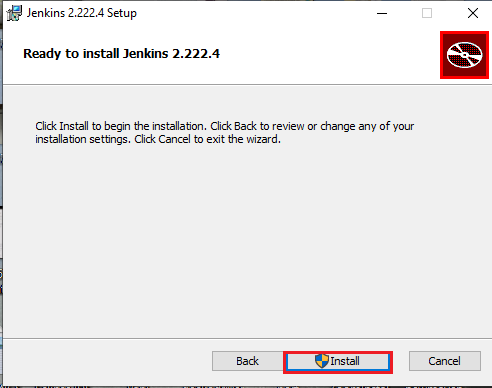 Jenkins 2.222.4 Setup
Ready to install Jenkins 2.222.4
Click Install to begin the installation. Click Back to review or change any of your
installation settings. Click Cancel to exit the wizard.
Back Install Cancel